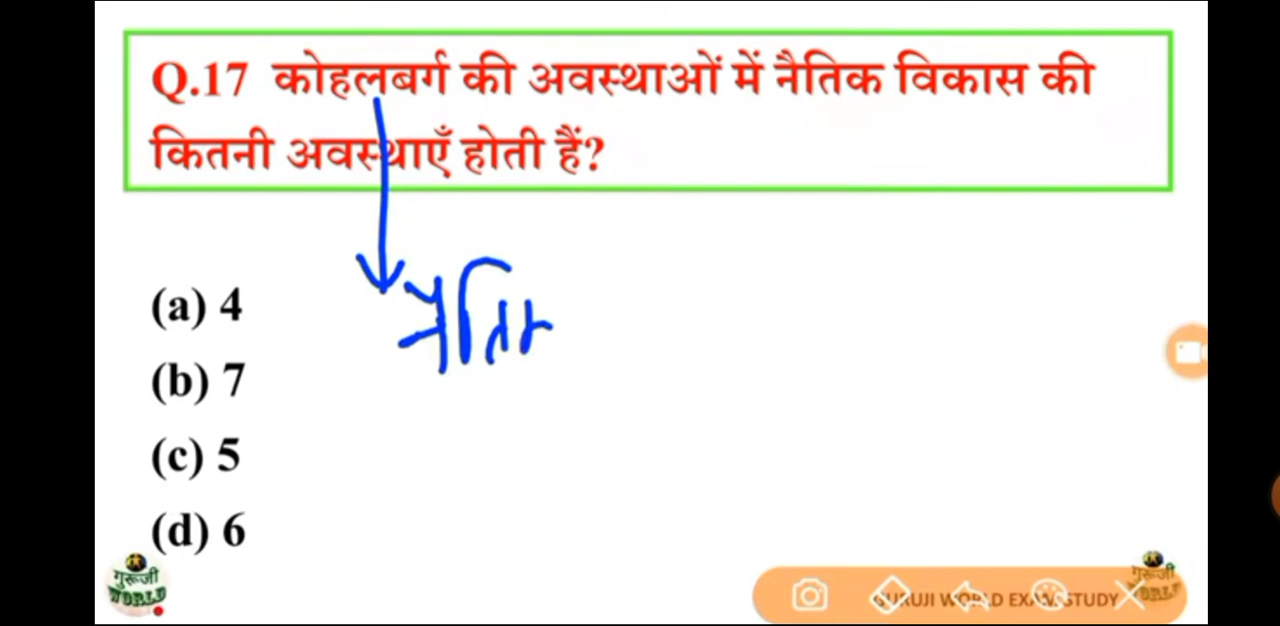 Q.17 कोहलबर्ग की अवस्थाओं में नैतिक विकास की
कितनी अवस्थाएँ होती हैं?
(a) 4
(b) 7
(c) 5
(d) 6
गुरूजी
WORLD
गुरूजी
WORLD
GURUJI WORLD EXAM STUDY